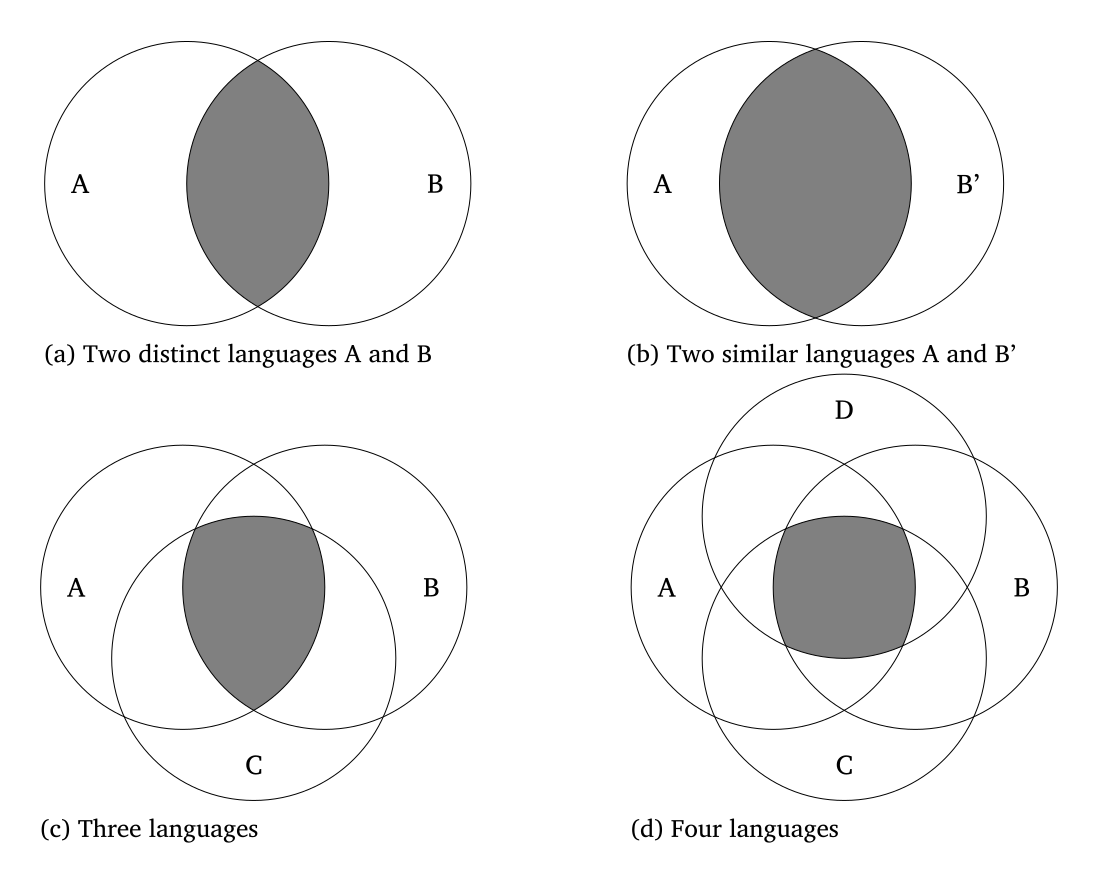 A
B
(a) Two distinct languages A and B
A
B’
(b) Two similar languages A and B’
A
B
C
(c) Three languages
D
A
B
C
(d) Four languages